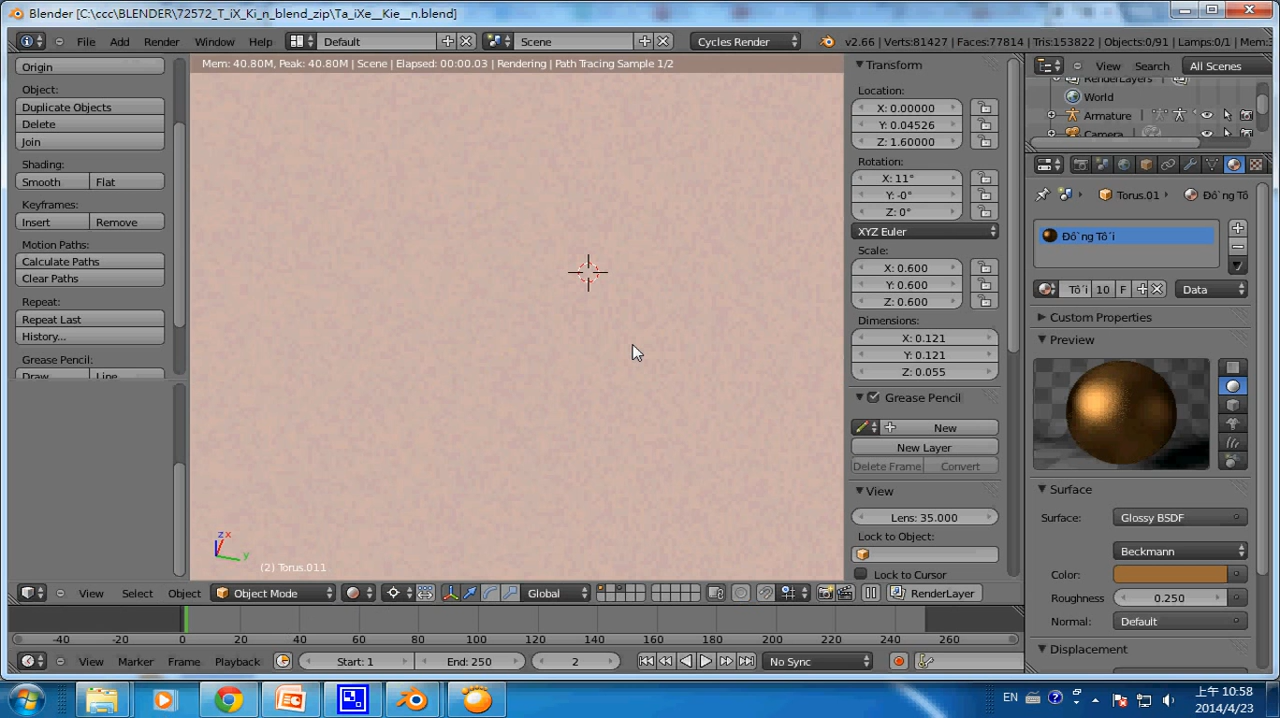 Blender [C:\ccc\BLENDER\72572_T_iX_Ki_n_blend_zip\Ta_iXe__Kie__n.blend]
File Render Window Help Default Scene Cycles Render v2.66 | Verts:81427 | Faces:77814 | Tris:153822 | Objects:0/91 | Lamps:0/1 | Mem:
Mem: 40.80M, Peak: 40.80M | Scene | Elapsed: 00:00.03 | Rendering | Path Tracing Sample 1/2
Origin
Object:
Duplicate Objects
Delete
Join
Shading:
Smooth Flat
Keyframes:
Insert Remove
Motion Paths:
Calculate Paths
Clear Paths
Repeat:
Repeat Last
History...
Grease Pencil:
Draw Line
(2) Torus.011
Transform
Location:
X: 0.00000
Y: 0.04526
Z: 1.60000
Rotation:
X: 11°
Y: -0°
Z: 0°
XYZ Euler
Scale:
X: 0.600
Y: 0.600
Z: 0.600
Dimensions:
X: 0.121
Y: 0.121
Z: 0.055
Grease Pencil
New
New Layer
Delete Frame Convert
View
Lens: 35.000
Lock to Object:
Lock to Cursor
View Search All Scenes
RenderLayers
World
Armature
Camera
Torus.01 Đô`ng Tô
Đô`ng Tô´i
Tô´i 10 F Data
Custom Properties
Preview
Surface
Surface: Glossy BSDF
Beckmann
Color:
Roughness 0.250
Normal: Default
Displacement
View Select Object Object Mode Global RenderLayer
-40 -20 0 20 40 60 80 100 120 140 160 180 200 220 240 260
View Marker Frame Playback Start: 1 End: 250 2 No Sync
EN 上午 10:58
2014/4/23